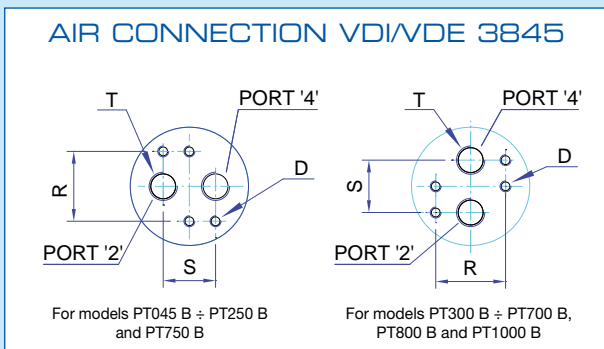 AIR CONNECTION VDI/VDE 3845
T
PORT '4'
R
D
PORT '2'
S
For models PT045 B ÷ PT250 B
and PT750 B
T
PORT '4'
D
S
PORT '2'
R
For models PT300 B ÷ PT700 B,
PT800 B and PT1000 B